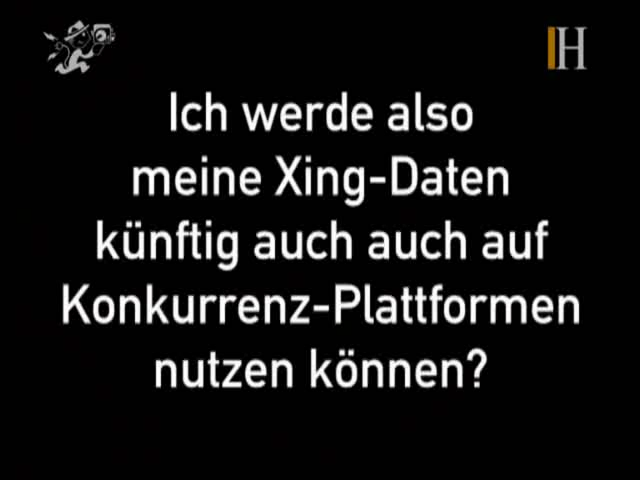 H
Ich werde also
meine Xing-Daten
künftig auch auch auf
Konkurrenz-Plattformen
nutzen können?